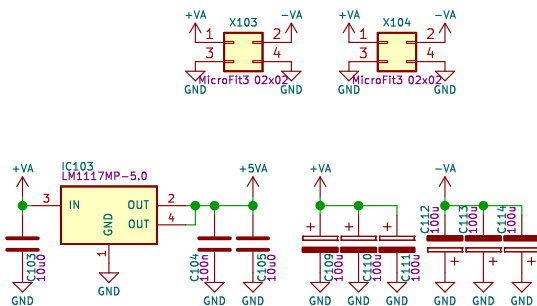 X103
+VA
-VA
1
2
3
4
GND
MicroFit3 02x02
GND
X104
+VA
-VA
1
2
3
4
GND
MicroFit3 02x02
GND
+VA
IC103
LM1117MP-5.0
3
IN
OUT
2
OUT
4
GND
1
+5VA
C103
10u0
GND
GND
C104
100n
GND
C105
10u0
GND
+VA
+
+
+
C109
100u
C110
100u
C111
100u
GND
GND
GND
-VA
C112
100u
C113
100u
C114
100u
+
+
+
GND
GND
GND